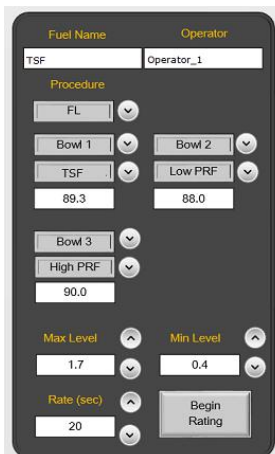 Fuel Name Operator
TSF Operator_1
Procedure
FL
Bowl 1 Bowl 2
TSF Low PRF
89.3 88.0
Bowl 3
High PRF
90.0
Max Level Min Level
1.7 0.4
Rate (sec)
20
Begin
Rating